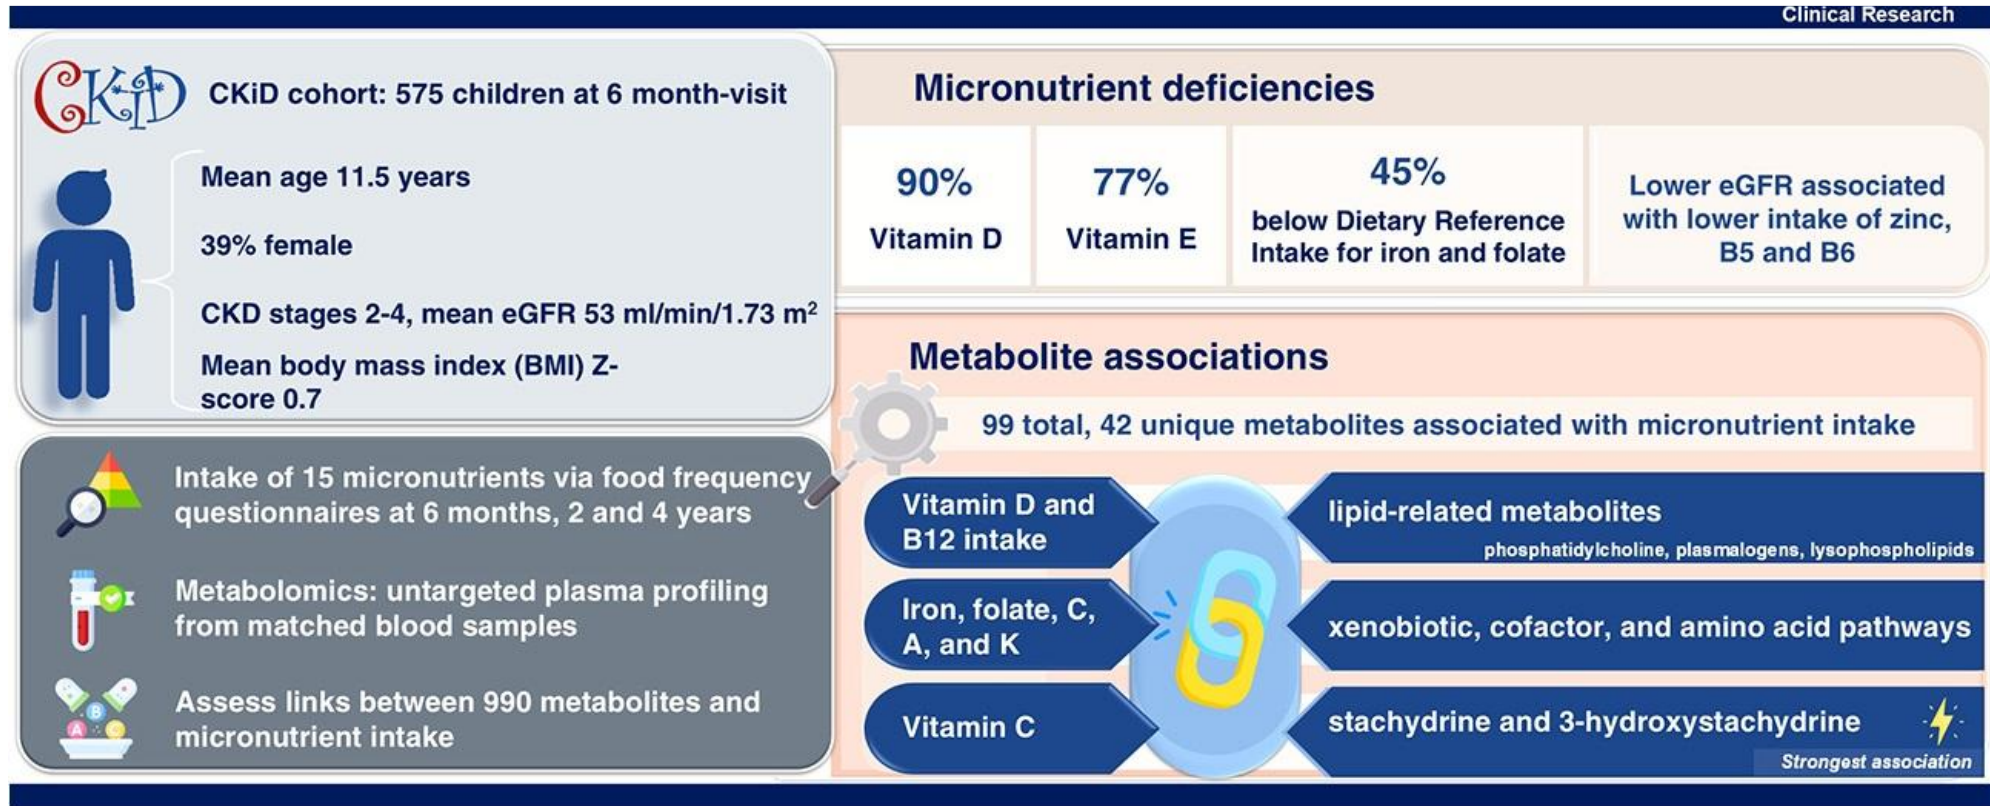 Clinical Research
CKiD
CKiD cohort: 575 children at 6 month-visit
Mean age 11.5 years
39% female
CKD stages 2-4, mean eGFR 53 ml/min/1.73 m²
Mean body mass index (BMI) Z-
score 0.7
Intake of 15 micronutrients via food frequency
questionnaires at 6 months, 2 and 4 years
Metabolomics: untargeted plasma profiling
from matched blood samples
B
A
C
Assess links between 990 metabolites and
micronutrient intake
Micronutrient deficiencies
90%
Vitamin D
77%
Vitamin E
45%
below Dietary Reference
Intake for iron and folate
Lower eGFR associated
with lower intake of zinc,
B5 and B6
Metabolite associations
99 total, 42 unique metabolites associated with micronutrient intake
Vitamin D and
B12 intake
lipid-related metabolites
phosphatidylcholine, plasmalogens, lysophospholipids
Iron, folate, C,
A, and K
xenobiotic, cofactor, and amino acid pathways
Vitamin C
stachydrine and 3-hydroxystachydrine
Strongest association